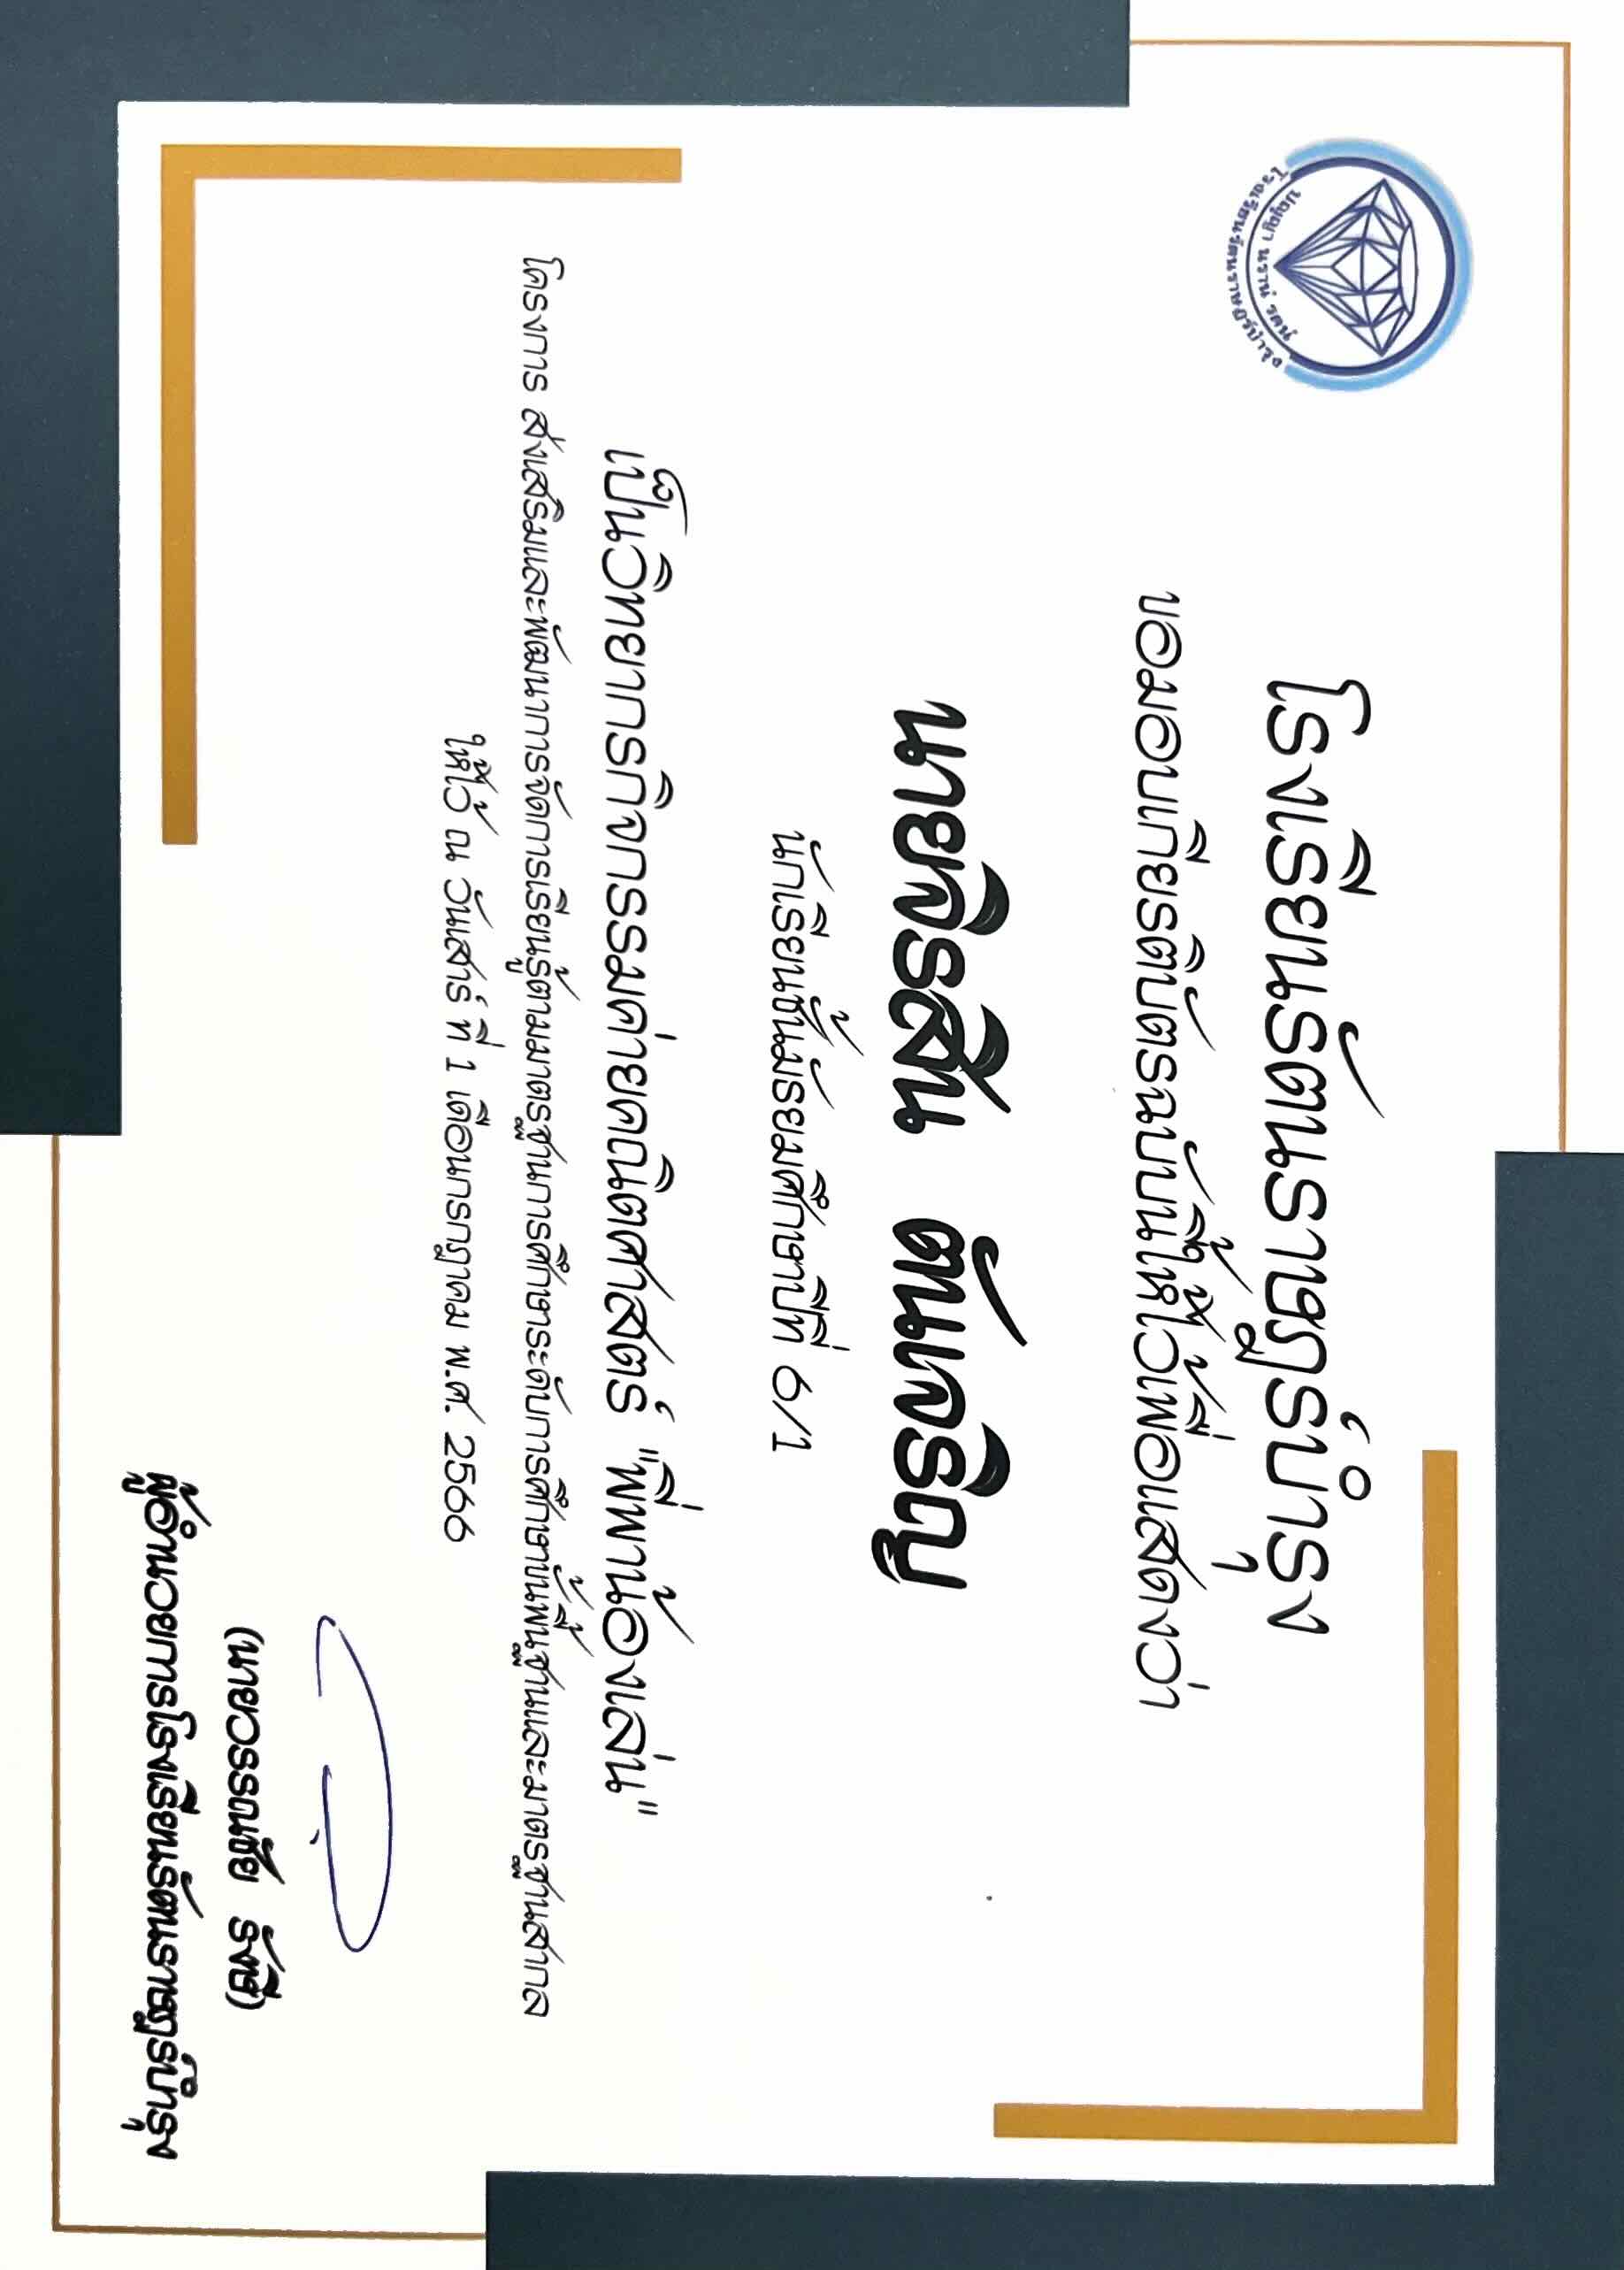 ปญฺญา นรานํ รตนํ
โรงเรียนรัตนราษฎร์บำรุง
โรงเรียนรัตนราษฎร์บำรุง
ขอมอบเกียรติบัตรฉบับนี้ให้ไว้เพื่อแสดงว่า
นายจิรสิน ตันเจริญ
นักเรียนชั้นมัธยมศึกษาปีที่ 6/1
เป็นวิทยากรกิจกรรมค่ายคณิตศาสตร์ "พี่พาน้องเล่น"
โครงการ ส่งเสริมและพัฒนาการจัดการเรียนรู้ตามมาตรฐานการศึกษาระดับการศึกษาขั้นพื้นฐานและมาตรฐานสากล
ให้ไว้ ณ วันเสาร์ ที่ 1 เดือนกรกฎาคม พ.ศ. 2566
(นายวรรณชัย รังษี)
ผู้อำนวยการโรงเรียนรัตนราษฎร์บำรุง